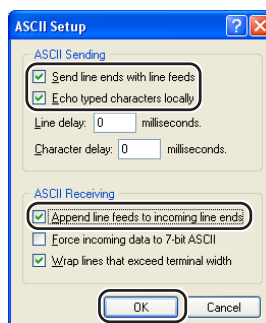 ASCII Setup
ASCII Sending
Send line ends with line feeds
Echo typed characters locally
Line delay: 0 milliseconds.
Character delay: 0 milliseconds.
ASCII Receiving
Append line feeds to incoming line ends
Force incoming data to 7-bit ASCII
Wrap lines that exceed terminal width
OK Cancel